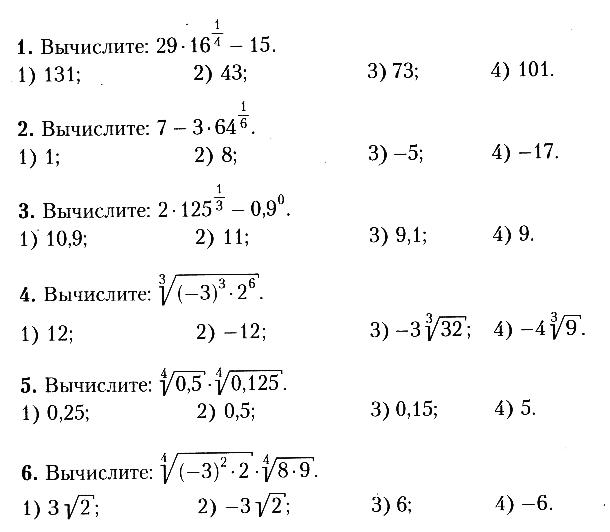 1. Вычислите: 29 · 16^{1/4} − 15.
1) 131; 2) 43; 3) 73; 4) 101.
2. Вычислите: 7 − 3 · 64^{1/6}.
1) 1; 2) 8; 3) −5; 4) −17.
3. Вычислите: 2 · 125^{1/3} − 0,9^0.
1) 10,9; 2) 11; 3) 9,1; 4) 9.
4. Вычислите: ∛((−3)^3 · 2^6).
1) 12; 2) −12; 3) −3∛32; 4) −4∛9.
5. Вычислите: ∜0,5 · ∜0,125.
1) 0,25; 2) 0,5; 3) 0,15; 4) 5.
6. Вычислите: ∜((−3)^2 · 2) · ∜(8 · 9).
1) 3√2; 2) −3√2; 3) 6; 4) −6.